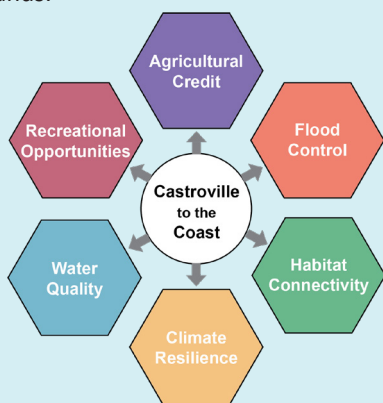 Agricultural
Credit
Recreational
Opportunities
Flood
Control
Castroville
to the
Coast
Water
Quality
Habitat
Connectivity
Climate
Resilience